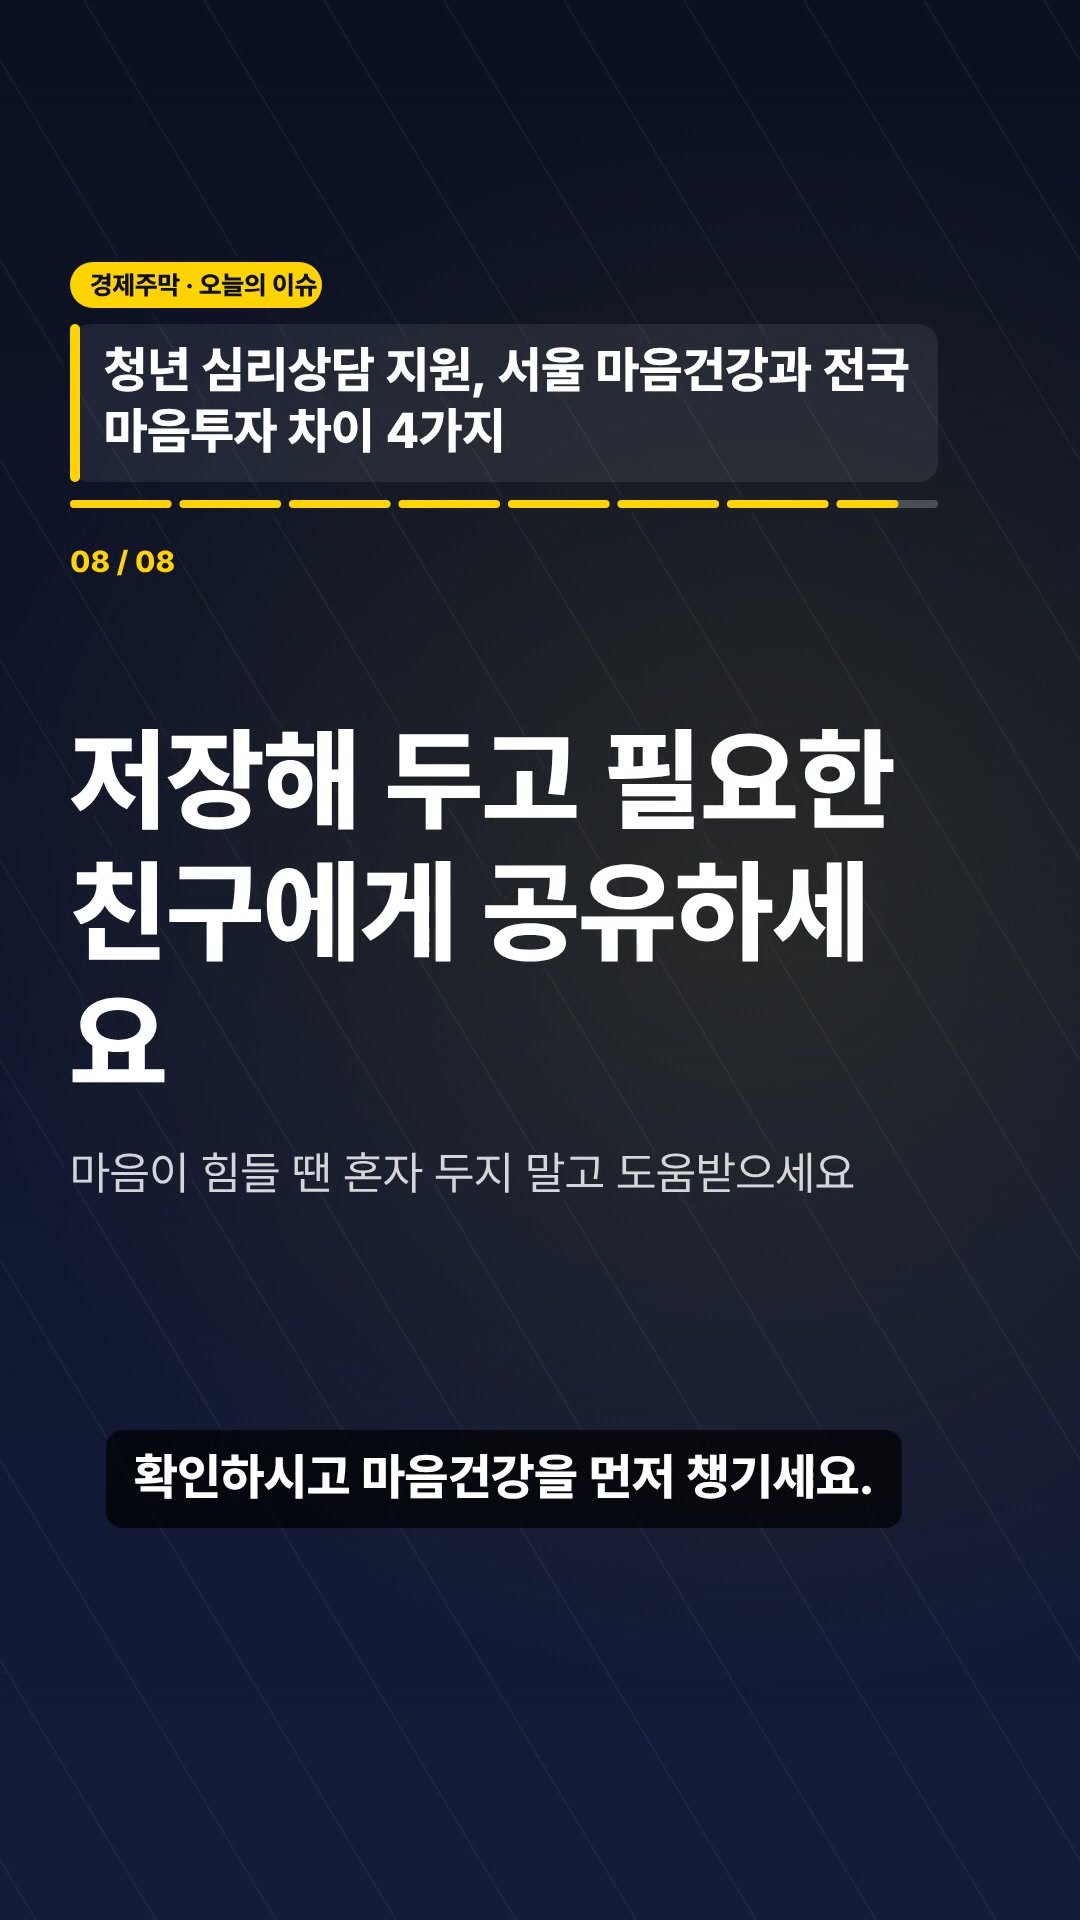 경제주막 · 오늘의 이슈
청년 심리상담 지원, 서울 마음건강과 전국
마음투자 차이 4가지
08 / 08
저장해 두고 필요한
친구에게 공유하세
요
마음이 힘들 땐 혼자 두지 말고 도움받으세요
확인하시고 마음건강을 먼저 챙기세요.